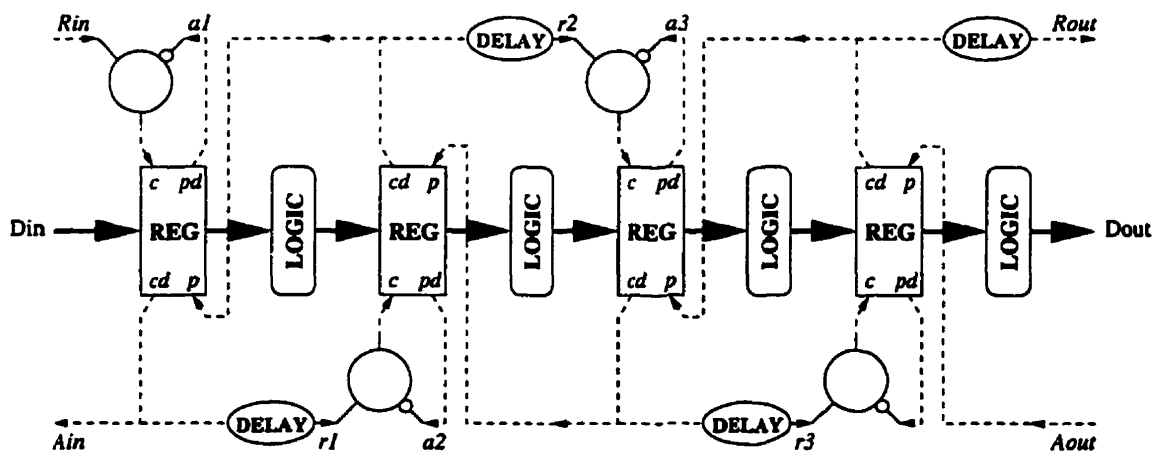 Rin a1 DELAY r2 a3 DELAY Rout
c pd cd p c pd cd p
Din REG LOGIC REG LOGIC REG LOGIC REG LOGIC Dout
cd p c pd cd p c pd
Ain DELAY r1 a2 DELAY r3 Aout